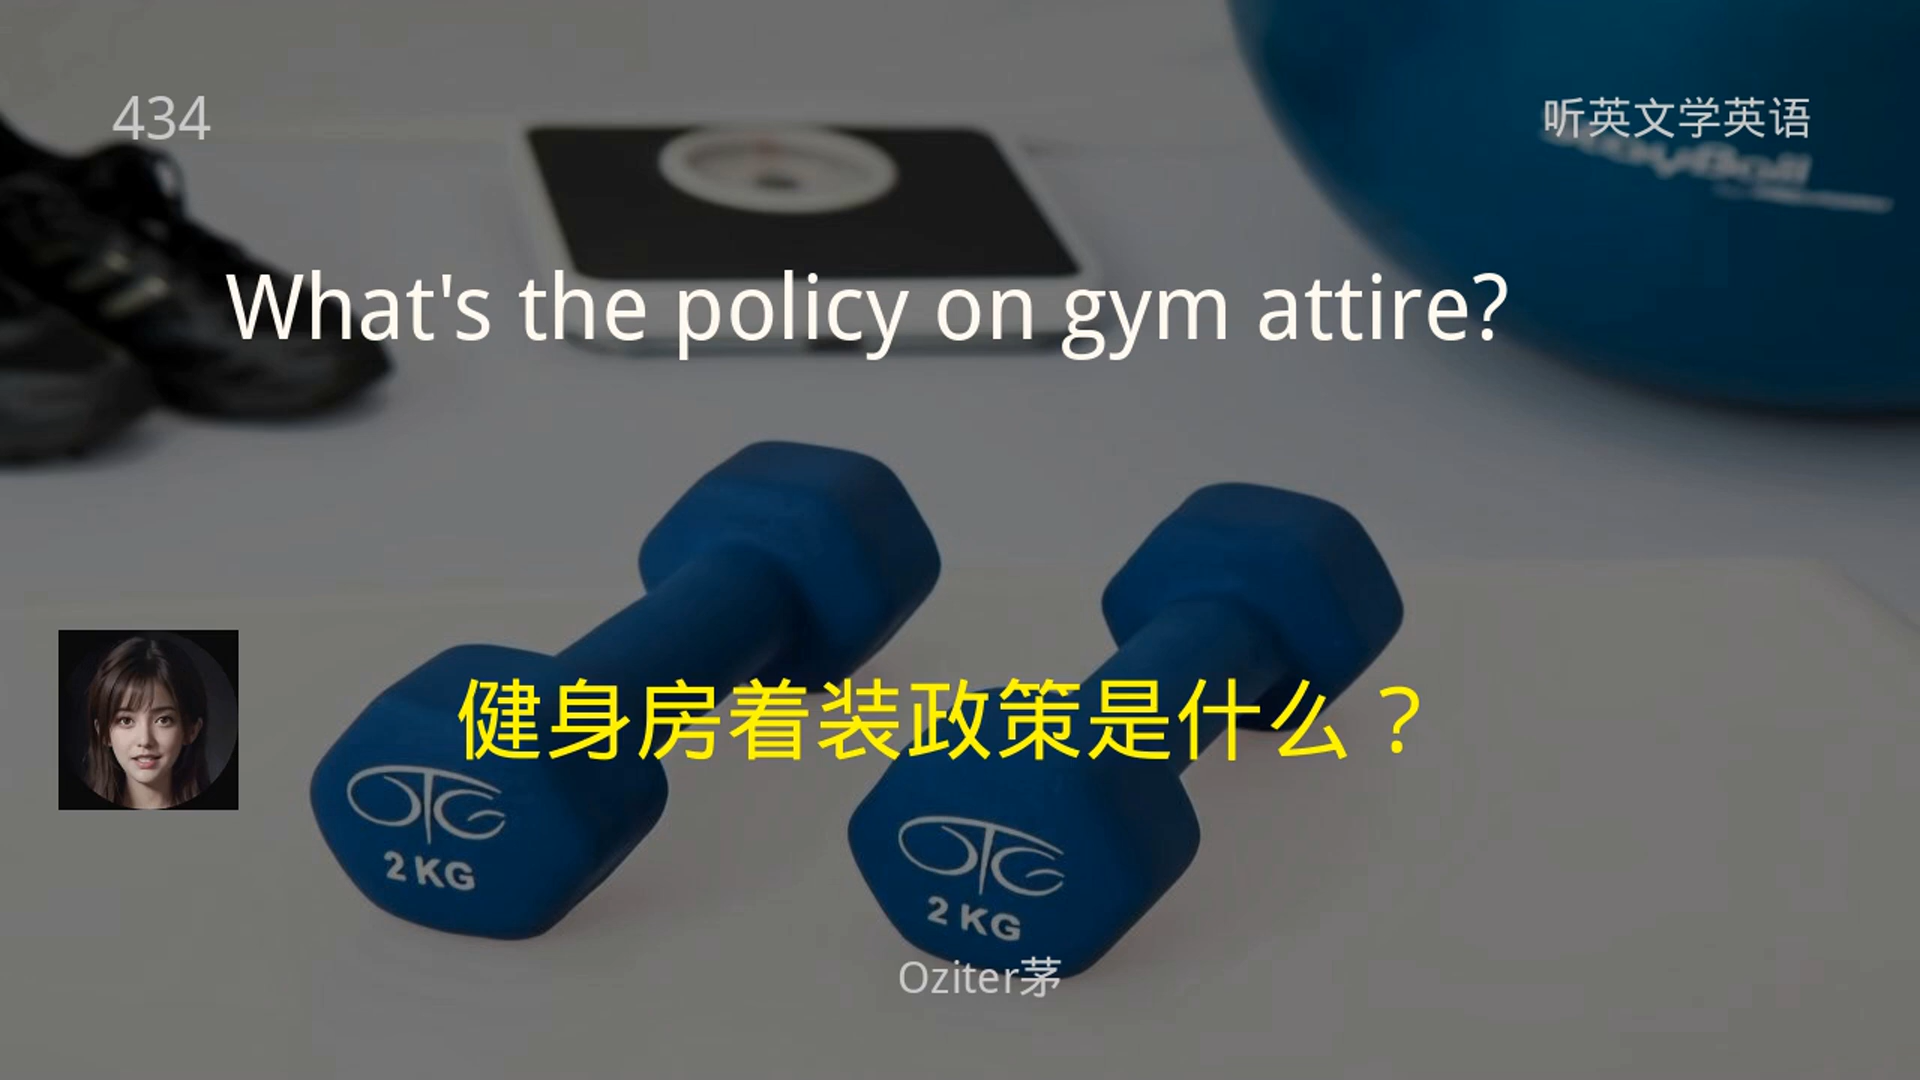 434
听英文学英语
What's the policy on gym attire?
健身房着装政策是什么？
OTG
2 KG
OTG
2 KG
Oziter茅